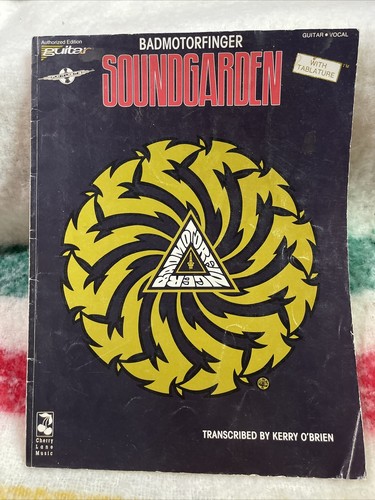 Authorized Edition
guitar
BADMOTORFINGER
GUITAR • VOCAL
SOUNDGARDEN
WITH
TABLATURE
BADMOTORFINGER
TRANSCRIBED BY KERRY O'BRIEN
Cherry
Lane
Music